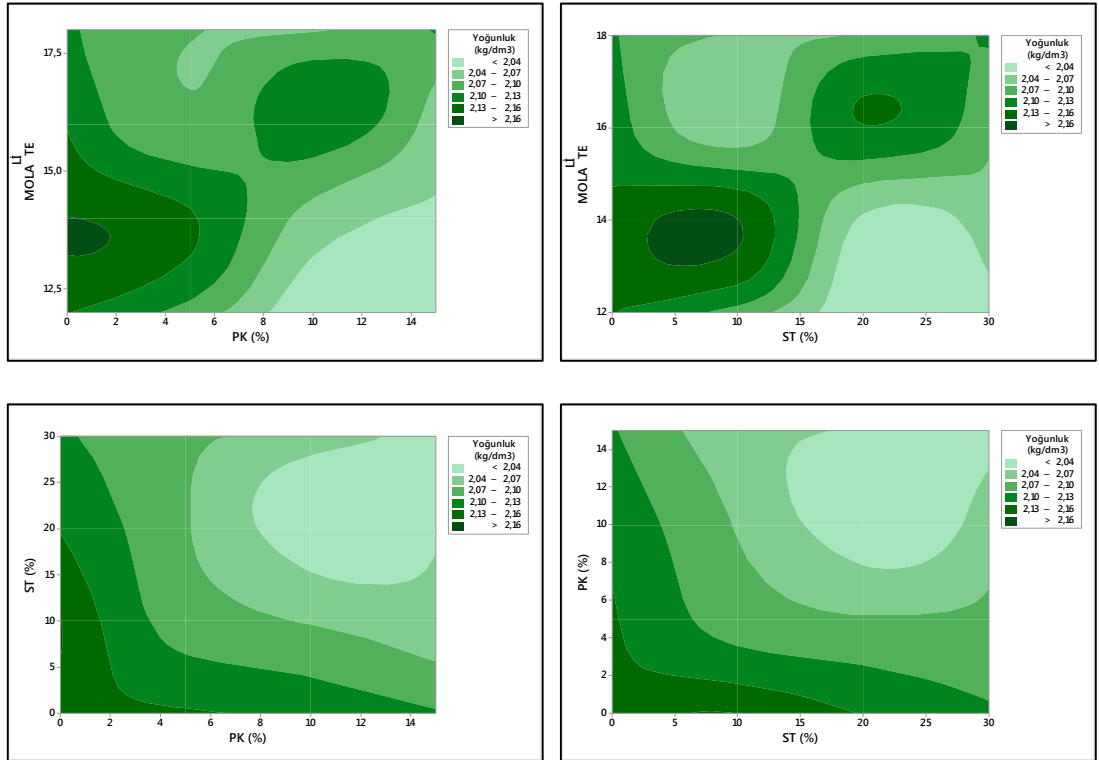 Yoğunluk
(kg/dm3)
< 2,04
2,04 – 2,07
2,07 – 2,10
2,10 – 2,13
2,13 – 2,16
> 2,16
17,5
15,0
12,5
MOLA LİTE
0 2 4 6 8 10 12 14
PK (%)
Yoğunluk
(kg/dm3)
< 2,04
2,04 – 2,07
2,07 – 2,10
2,10 – 2,13
2,13 – 2,16
> 2,16
18
16
14
12
MOLA LİTE
0 5 10 15 20 25 30
ST (%)
Yoğunluk
(kg/dm3)
< 2,04
2,04 – 2,07
2,07 – 2,10
2,10 – 2,13
2,13 – 2,16
> 2,16
30
25
20
15
10
5
0
ST (%)
0 2 4 6 8 10 12 14
PK (%)
Yoğunluk
(kg/dm3)
< 2,04
2,04 – 2,07
2,07 – 2,10
2,10 – 2,13
2,13 – 2,16
> 2,16
14
12
10
8
6
4
2
0
PK (%)
0 5 10 15 20 25 30
ST (%)